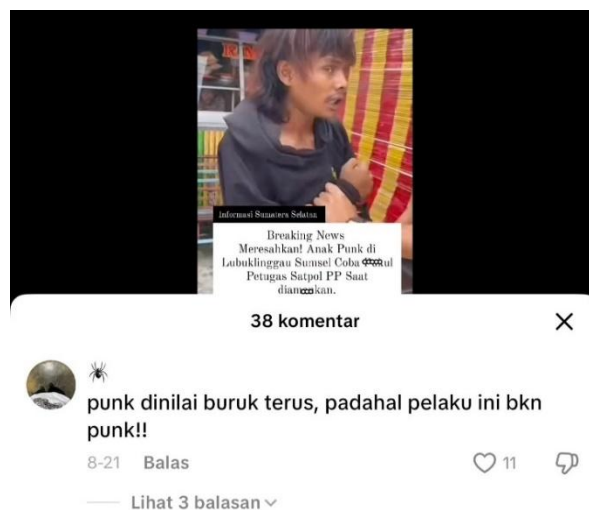 Informasi Sumatera Selatan
Breaking News
Meresahkan! Anak Punk di
Lubuklinggau Sumsel Coba
Petugas Satpol PP Saat
38 komentar
punk dinilai buruk terus, padahal pelaku ini bkn
punk!!
8-21 Balas 11
Lihat 3 balasan